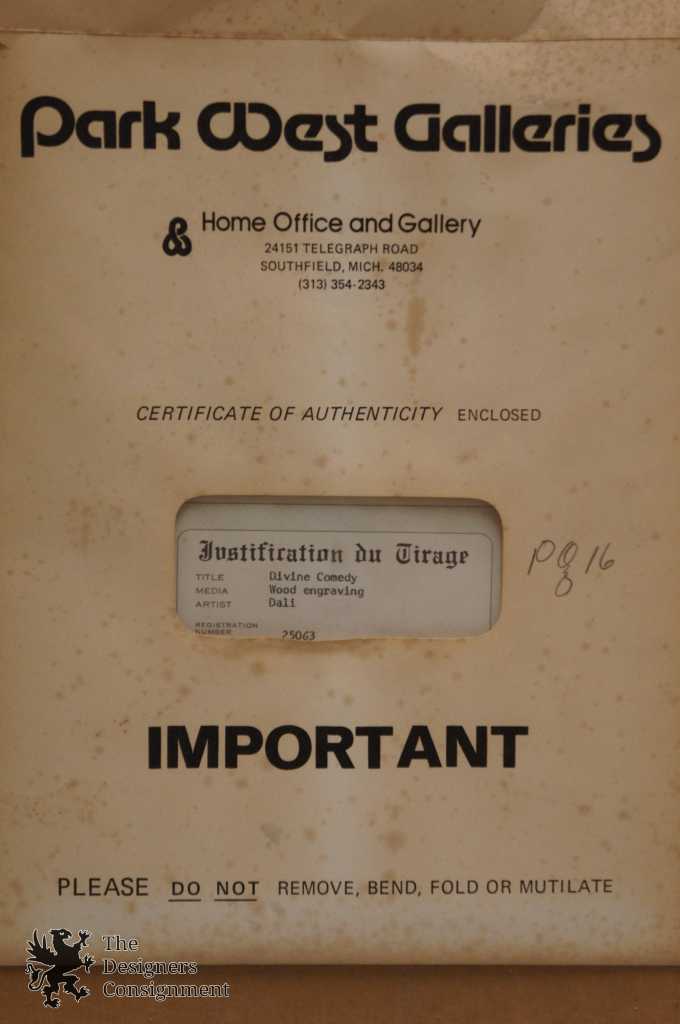 Park West Galleries
Home Office and Gallery
24151 TELEGRAPH ROAD
SOUTHFIELD, MICH. 48034
(313) 354-2343
CERTIFICATE OF AUTHENTICITY ENCLOSED
Justification du Tirage
TITLE Divine Comedy
MEDIA Wood engraving
ARTIST Dali
REGISTRATION
NUMBER 25063
pg 16
IMPORTANT
PLEASE DO NOT REMOVE, BEND, FOLD OR MUTILATE
The
Designers
Consignment